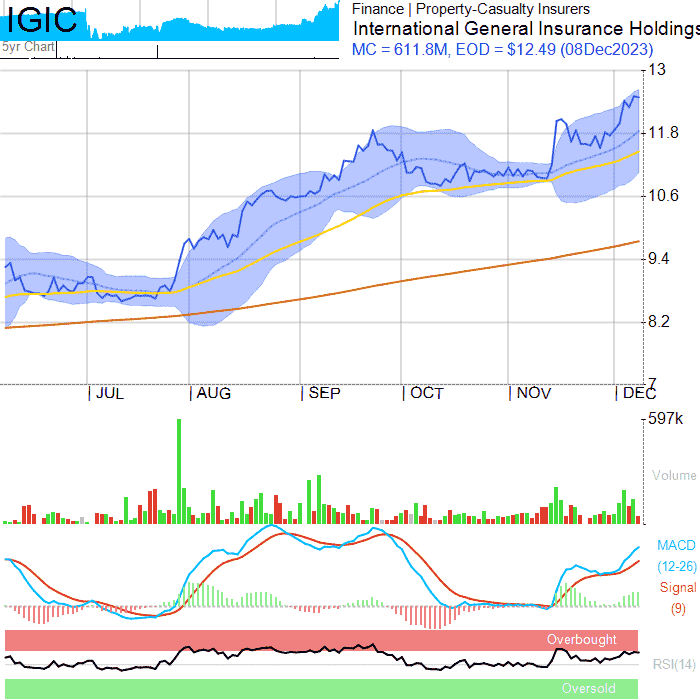 IGIC
5yr Chart
Finance | Property-Casualty Insurers
International General Insurance Holdings
MC = 611.8M, EOD = $12.49 (08Dec2023)
13
11.8
10.6
9.4
8.2
7
JUL AUG SEP OCT NOV DEC
597k
Volume
MACD
(12-26)
Signal
(9)
Overbought
RSI(14)
Oversold